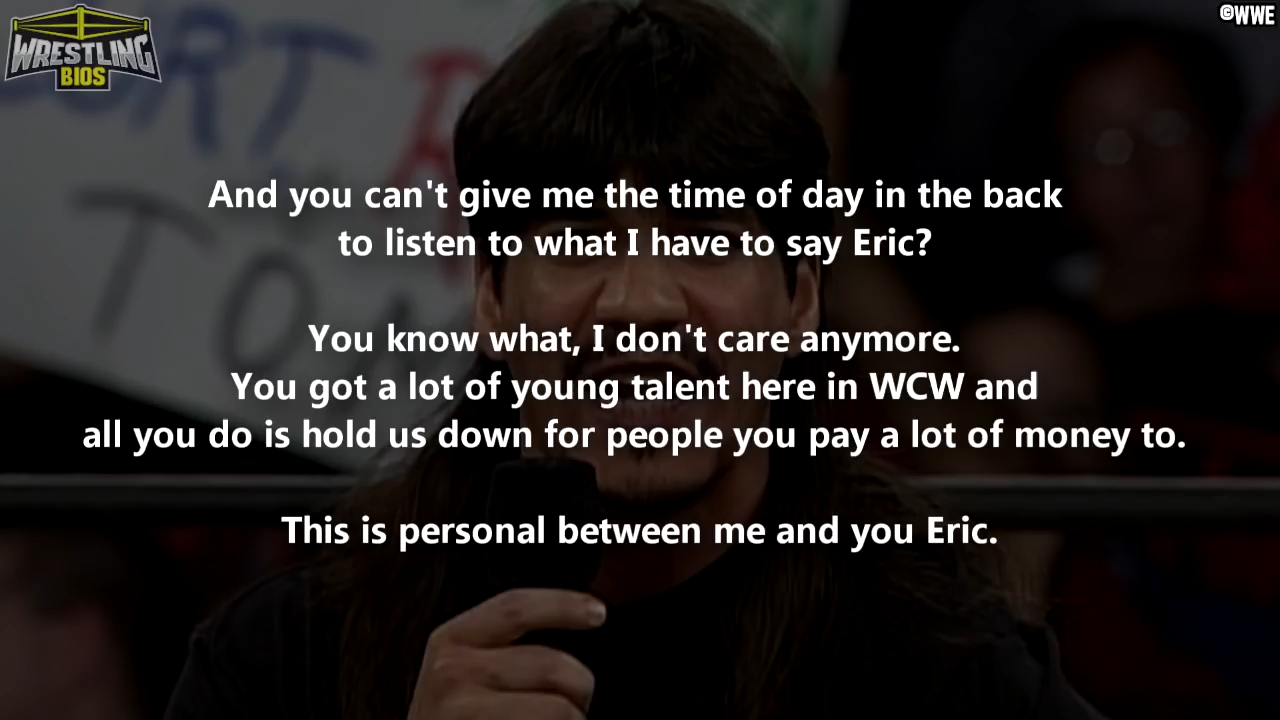 ©WWE
WRESTLING
BIOS
And you can't give me the time of day in the back
to listen to what I have to say Eric?
You know what, I don't care anymore.
You got a lot of young talent here in WCW and
all you do is hold us down for people you pay a lot of money to.
This is personal between me and you Eric.